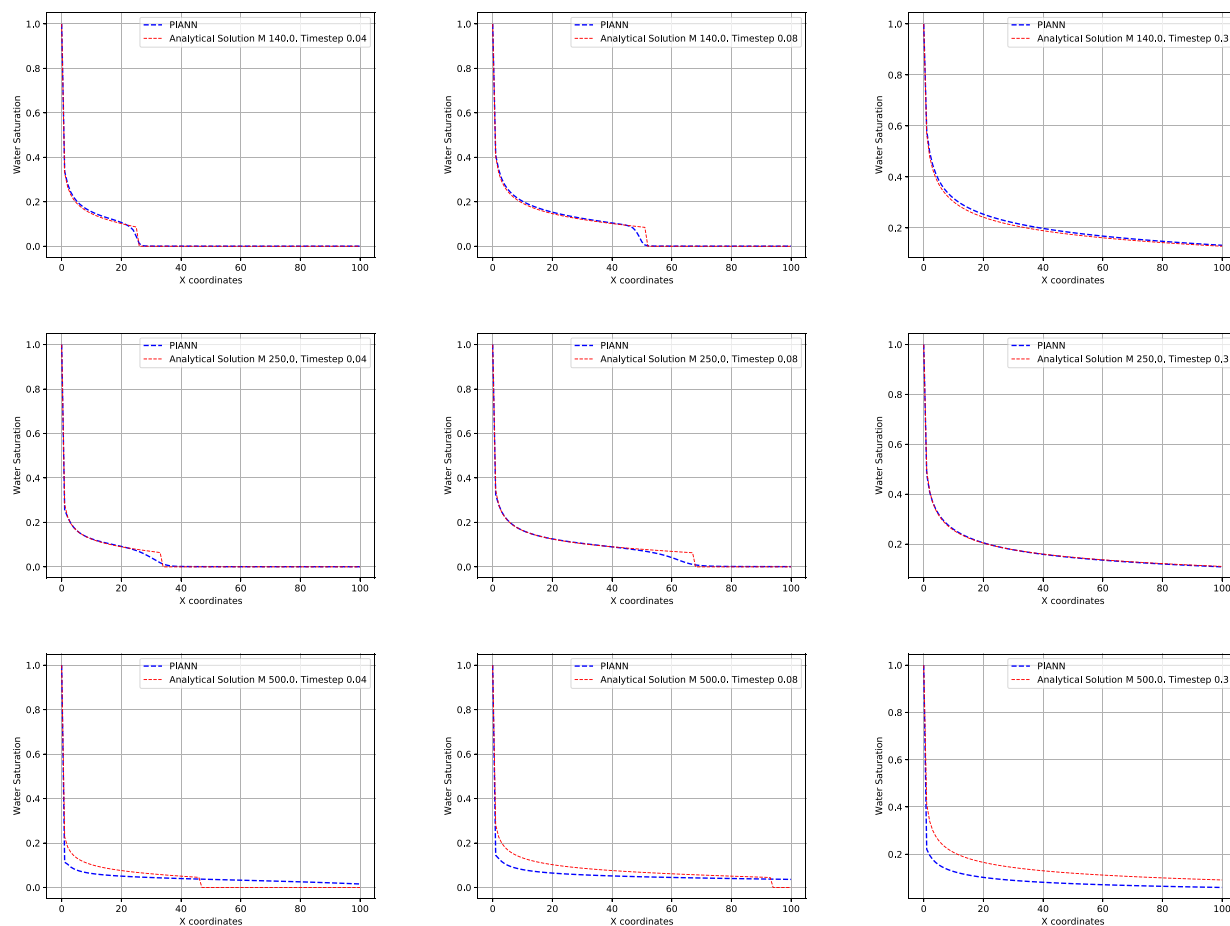 PIANN
Analytical Solution M 140.0. Timestep 0.04
1.0
0.8
0.6
0.4
0.2
0.0
Water Saturation
0 20 40 60 80 100
X coordinates
PIANN
Analytical Solution M 140.0. Timestep 0.08
1.0
0.8
0.6
0.4
0.2
0.0
Water Saturation
0 20 40 60 80 100
X coordinates
PIANN
Analytical Solution M 140.0. Timestep 0.3
1.0
0.8
0.6
0.4
0.2
Water Saturation
0 20 40 60 80 100
X coordinates
PIANN
Analytical Solution M 250.0. Timestep 0.04
1.0
0.8
0.6
0.4
0.2
0.0
Water Saturation
0 20 40 60 80 100
X coordinates
PIANN
Analytical Solution M 250.0. Timestep 0.08
1.0
0.8
0.6
0.4
0.2
0.0
Water Saturation
0 20 40 60 80 100
X coordinates
PIANN
Analytical Solution M 250.0. Timestep 0.3
1.0
0.8
0.6
0.4
0.2
Water Saturation
0 20 40 60 80 100
X coordinates
PIANN
Analytical Solution M 500.0. Timestep 0.04
1.0
0.8
0.6
0.4
0.2
0.0
Water Saturation
0 20 40 60 80 100
X coordinates
PIANN
Analytical Solution M 500.0. Timestep 0.08
1.0
0.8
0.6
0.4
0.2
0.0
Water Saturation
0 20 40 60 80 100
X coordinates
PIANN
Analytical Solution M 500.0. Timestep 0.3
1.0
0.8
0.6
0.4
0.2
Water Saturation
0 20 40 60 80 100
X coordinates